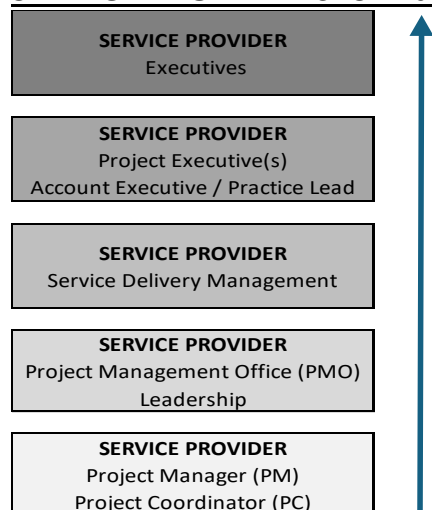 SERVICE PROVIDER
Executives
SERVICE PROVIDER
Project Executive(s)
Account Executive / Practice Lead
SERVICE PROVIDER
Service Delivery Management
SERVICE PROVIDER
Project Management Office (PMO)
Leadership
SERVICE PROVIDER
Project Manager (PM)
Project Coordinator (PC)